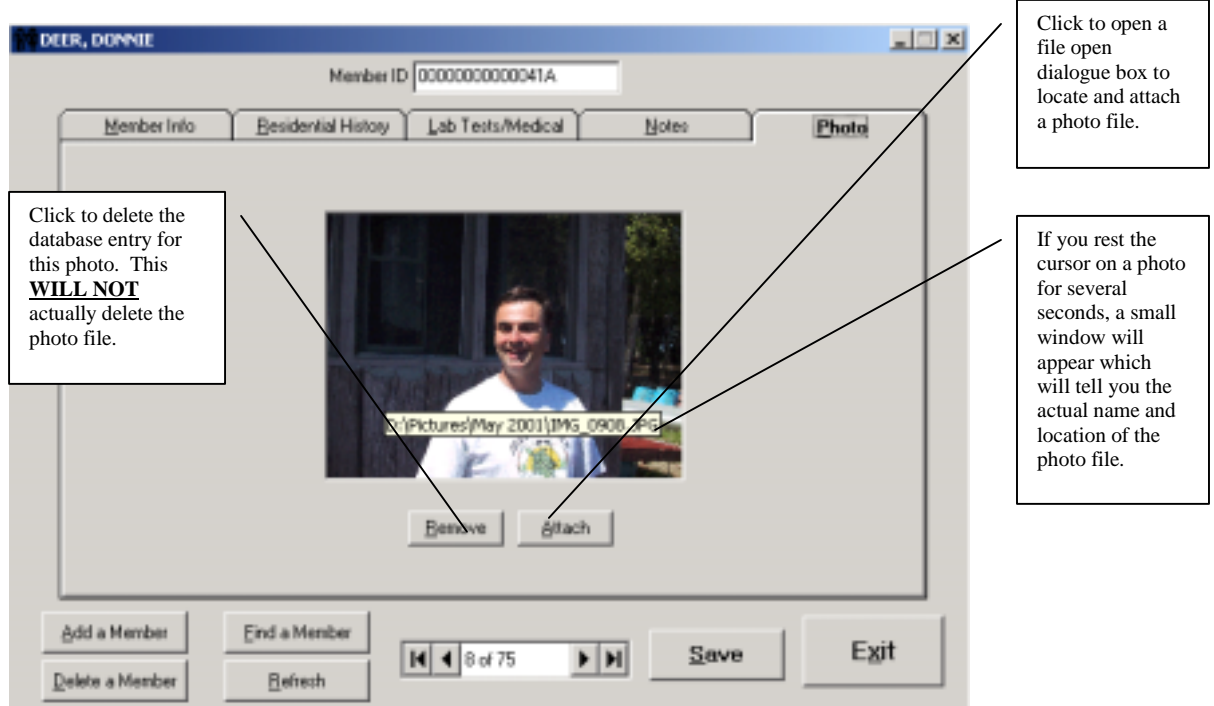 DEER, DONNIE
Member ID 00000000000041A
Member Info
Residential History
Lab Tests/Medical
Notes
Photo
Click to open a
file open
dialogue box to
locate and attach
a photo file.
Click to delete the
database entry for
this photo. This
WILL NOT
actually delete the
photo file.
If you rest the
cursor on a photo
for several
seconds, a small
window will
appear which
will tell you the
actual name and
location of the
photo file.
D:\Pictures\May 2001\IMG_0908.JPG
Remove
Attach
Add a Member
Find a Member
Delete a Member
Refresh
8 of 75
Save
Exit